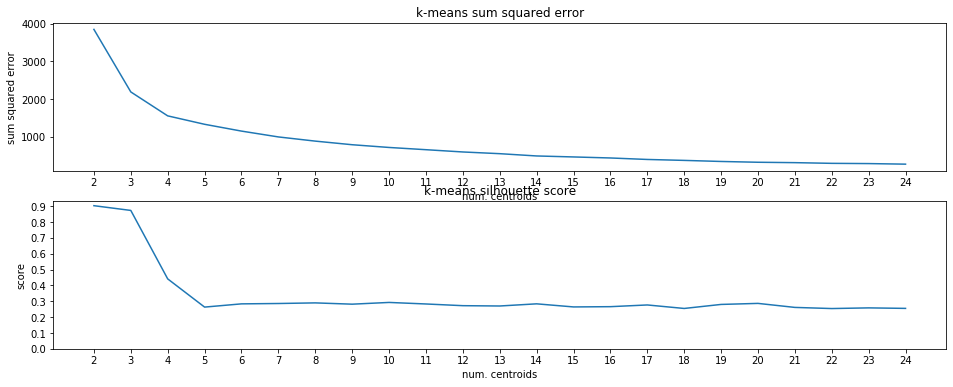 k-means sum squared error
4000
3000
2000
1000
sum squared error
2 3 4 5 6 7 8 9 10 11 12 13 14 15 16 17 18 19 20 21 22 23 24
num. centroids
k-means silhouette score
0.9
0.8
0.7
0.6
0.5
0.4
0.3
0.2
0.1
0.0
score
2 3 4 5 6 7 8 9 10 11 12 13 14 15 16 17 18 19 20 21 22 23 24
num. centroids